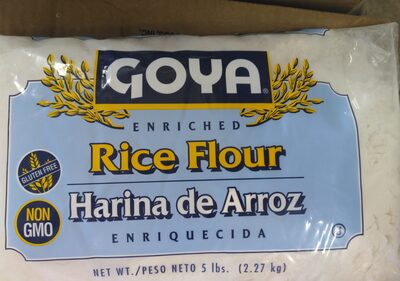 GOYA
ENRICHED
Rice Flour
GLUTEN FREE
Harina de Arroz
NON
GMO
ENRIQUECIDA
NET WT./PESO NETO 5 lbs. (2.27 kg)